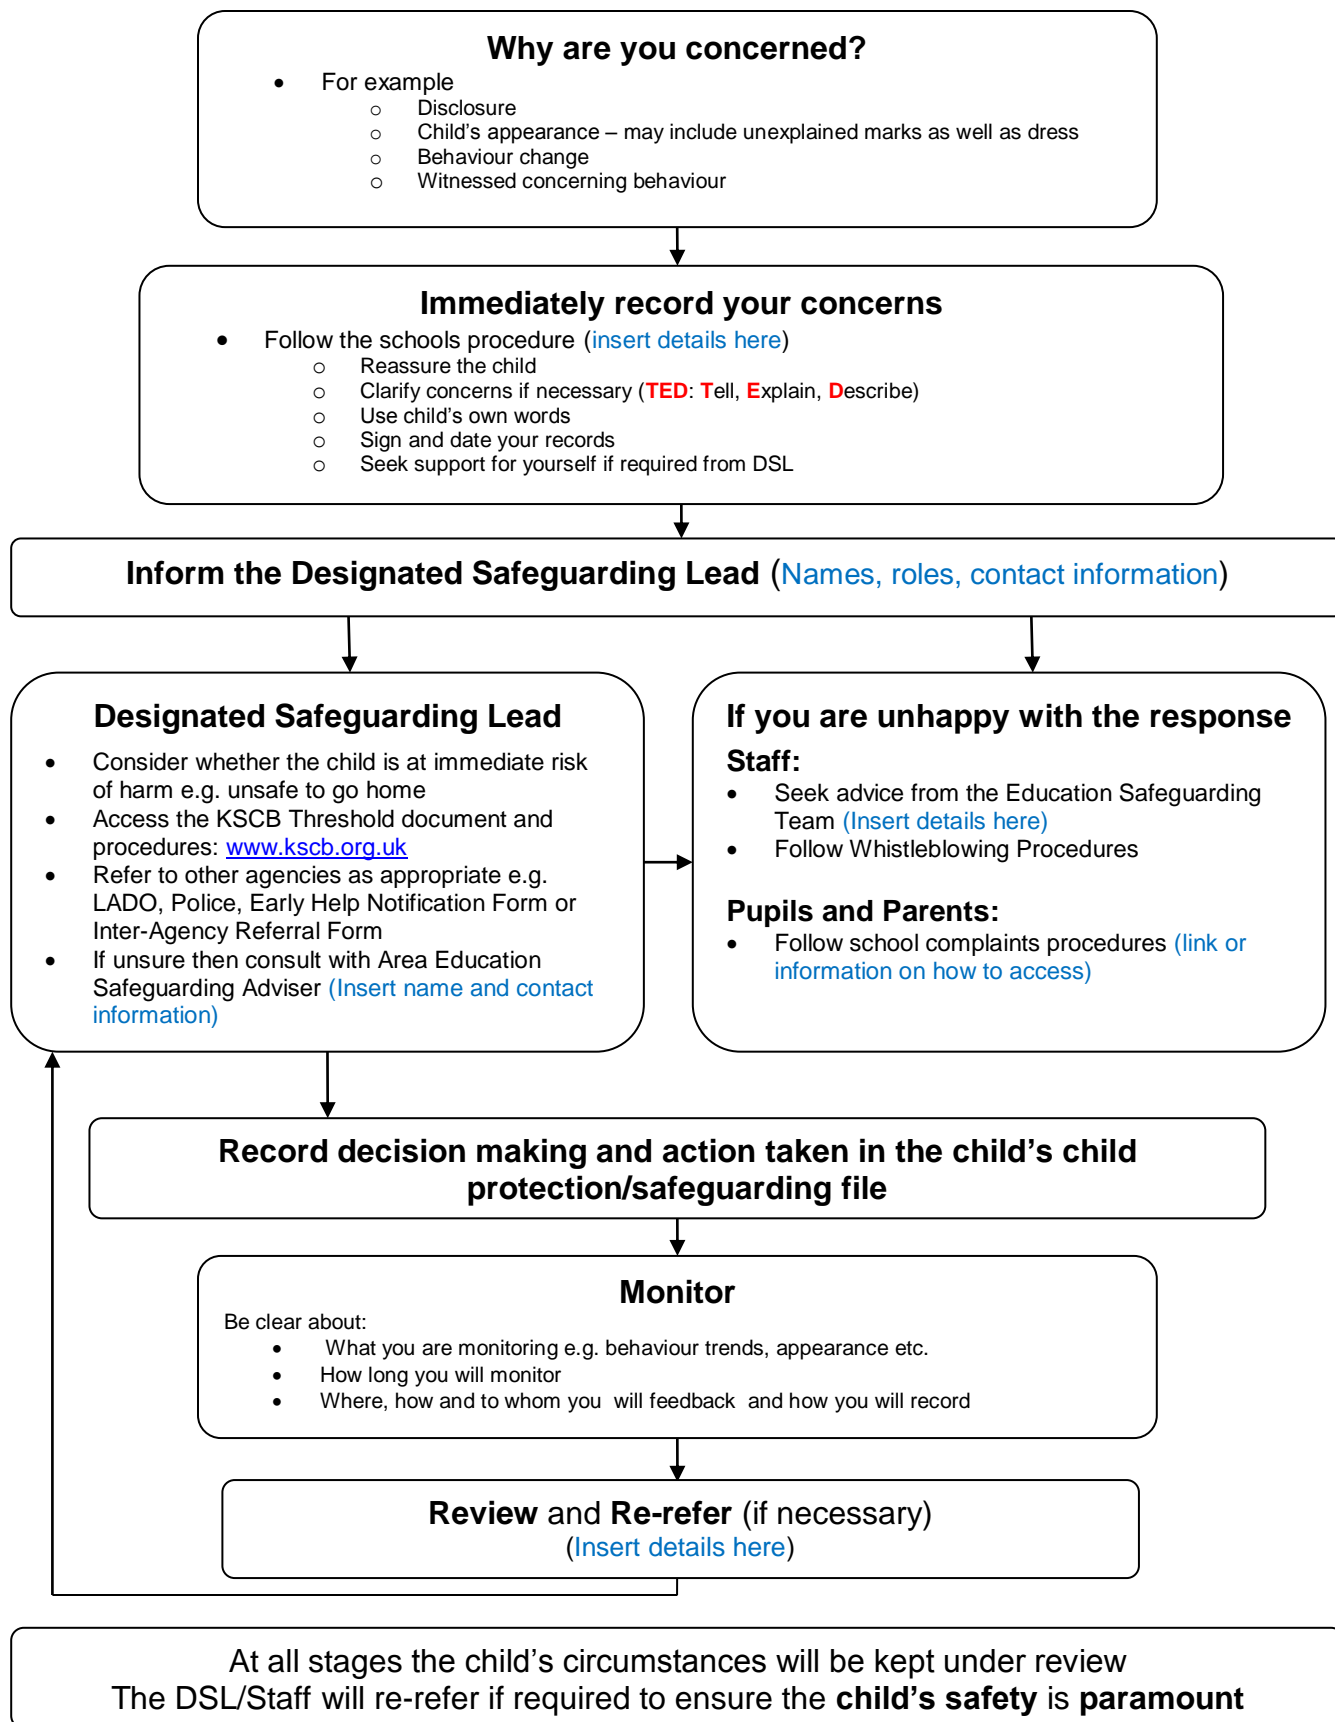 Why are you concerned?
• For example
o Disclosure
o Child’s appearance – may include unexplained marks as well as dress
o Behaviour change
o Witnessed concerning behaviour
Immediately record your concerns
• Follow the schools procedure (insert details here)
o Reassure the child
o Clarify concerns if necessary (TED: Tell, Explain, Describe)
o Use child’s own words
o Sign and date your records
o Seek support for yourself if required from DSL
Inform the Designated Safeguarding Lead (Names, roles, contact information)
Designated Safeguarding Lead
• Consider whether the child is at immediate risk
of harm e.g. unsafe to go home
• Access the KSCB Threshold document and
procedures: www.kscb.org.uk
• Refer to other agencies as appropriate e.g.
LADO, Police, Early Help Notification Form or
Inter-Agency Referral Form
• If unsure then consult with Area Education
Safeguarding Adviser (Insert name and contact
information)
If you are unhappy with the response
Staff:
• Seek advice from the Education Safeguarding
Team (Insert details here)
• Follow Whistleblowing Procedures
Pupils and Parents:
• Follow school complaints procedures (link or
information on how to access)
Record decision making and action taken in the child’s child
protection/safeguarding file
Monitor
Be clear about:
• What you are monitoring e.g. behaviour trends, appearance etc.
• How long you will monitor
• Where, how and to whom you will feedback and how you will record
Review and Re-refer (if necessary)
(Insert details here)
At all stages the child’s circumstances will be kept under review
The DSL/Staff will re-refer if required to ensure the child’s safety is paramount